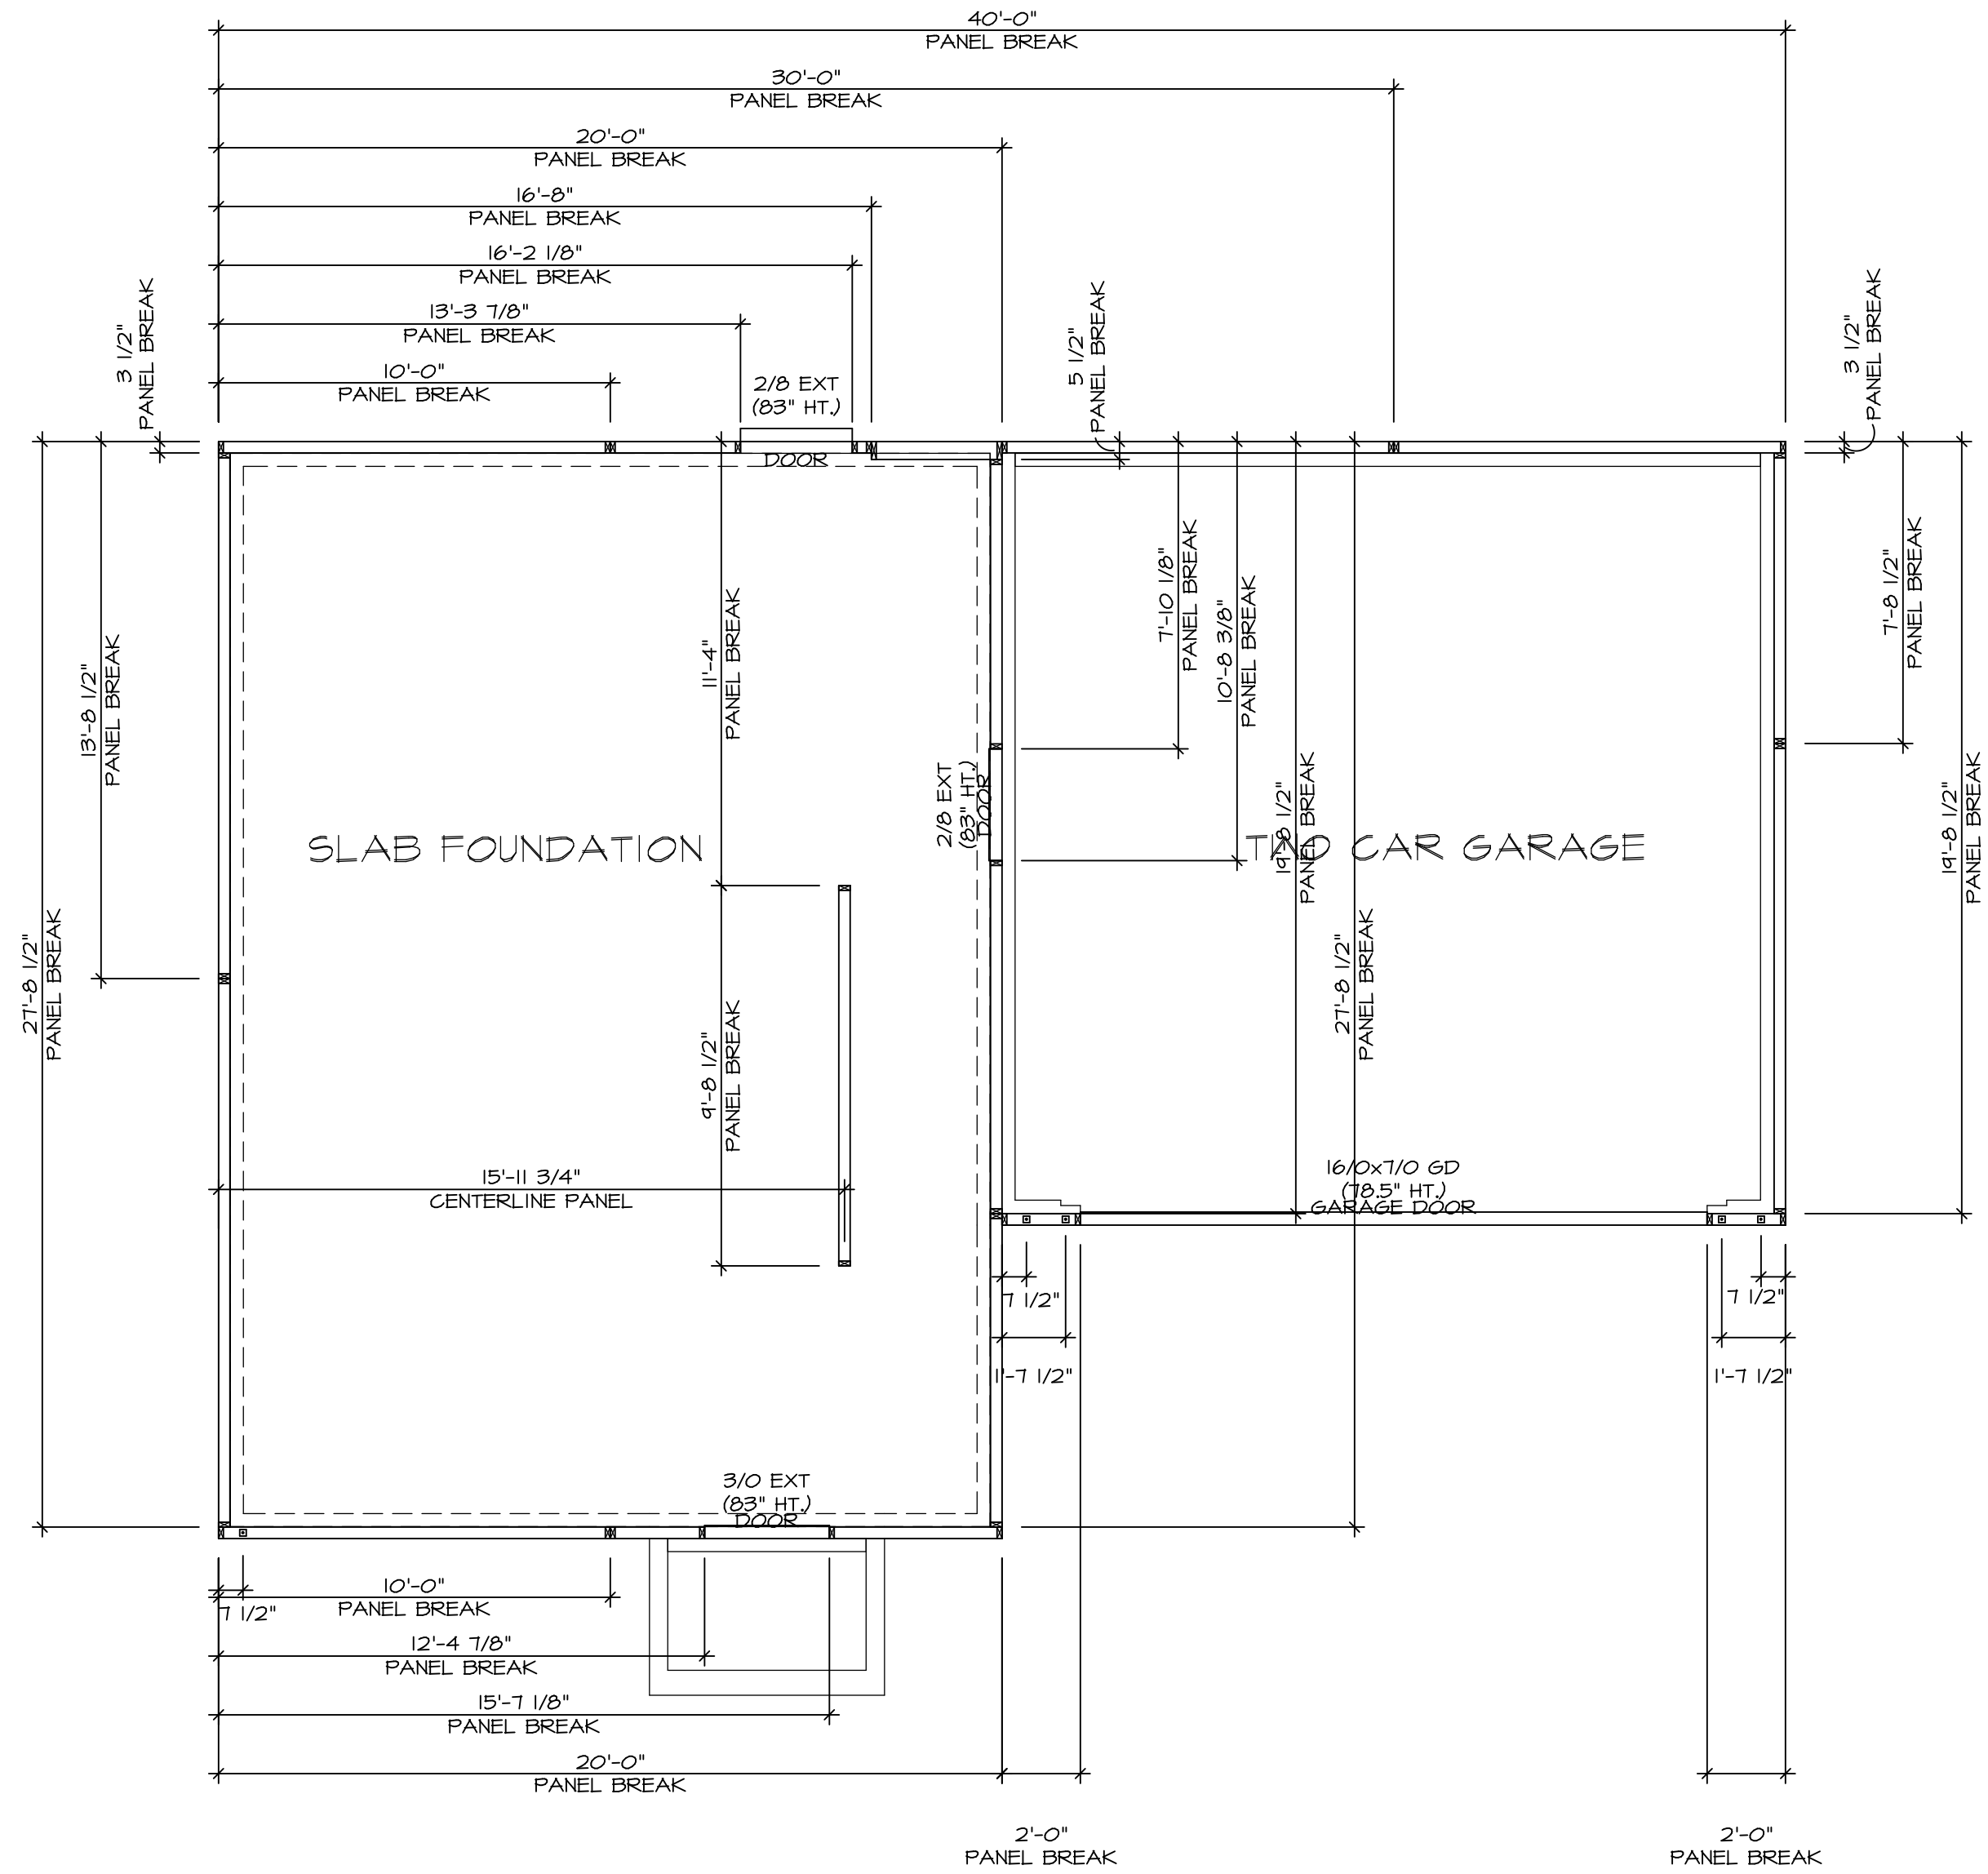 40'-0"
PANEL BREAK
30'-0"
PANEL BREAK
20'-0"
PANEL BREAK
16'-8"
PANEL BREAK
16'-2 1/8"
PANEL BREAK
13'-3 7/8"
PANEL BREAK
10'-0"
PANEL BREAK
2/8 EXT
(83" HT.)
DOOR
3 1/2"
PANEL BREAK
5 1/2"
PANEL BREAK
3 1/2"
PANEL BREAK
27'-8 1/2"
PANEL BREAK
13'-8 1/2"
PANEL BREAK
11'-4"
PANEL BREAK
7'-10 1/8"
PANEL BREAK
10'-8 3/8"
PANEL BREAK
19'-8 1/2"
PANEL BREAK
27'-8 1/2"
PANEL BREAK
7'-8 1/2"
PANEL BREAK
19'-8 1/2"
PANEL BREAK
2/8 EXT
(83" HT.)
DOOR
SLAB FOUNDATION
TWO CAR GARAGE
9'-8 1/2"
PANEL BREAK
15'-11 3/4"
CENTERLINE PANEL
16/0x7/0 GD
(78.5" HT.)
GARAGE DOOR
7 1/2"
7 1/2"
1'-7 1/2"
1'-7 1/2"
3/0 EXT
(83" HT.)
DOOR
10'-0"
PANEL BREAK
7 1/2"
12'-4 7/8"
PANEL BREAK
15'-7 1/8"
PANEL BREAK
20'-0"
PANEL BREAK
2'-0"
PANEL BREAK
2'-0"
PANEL BREAK